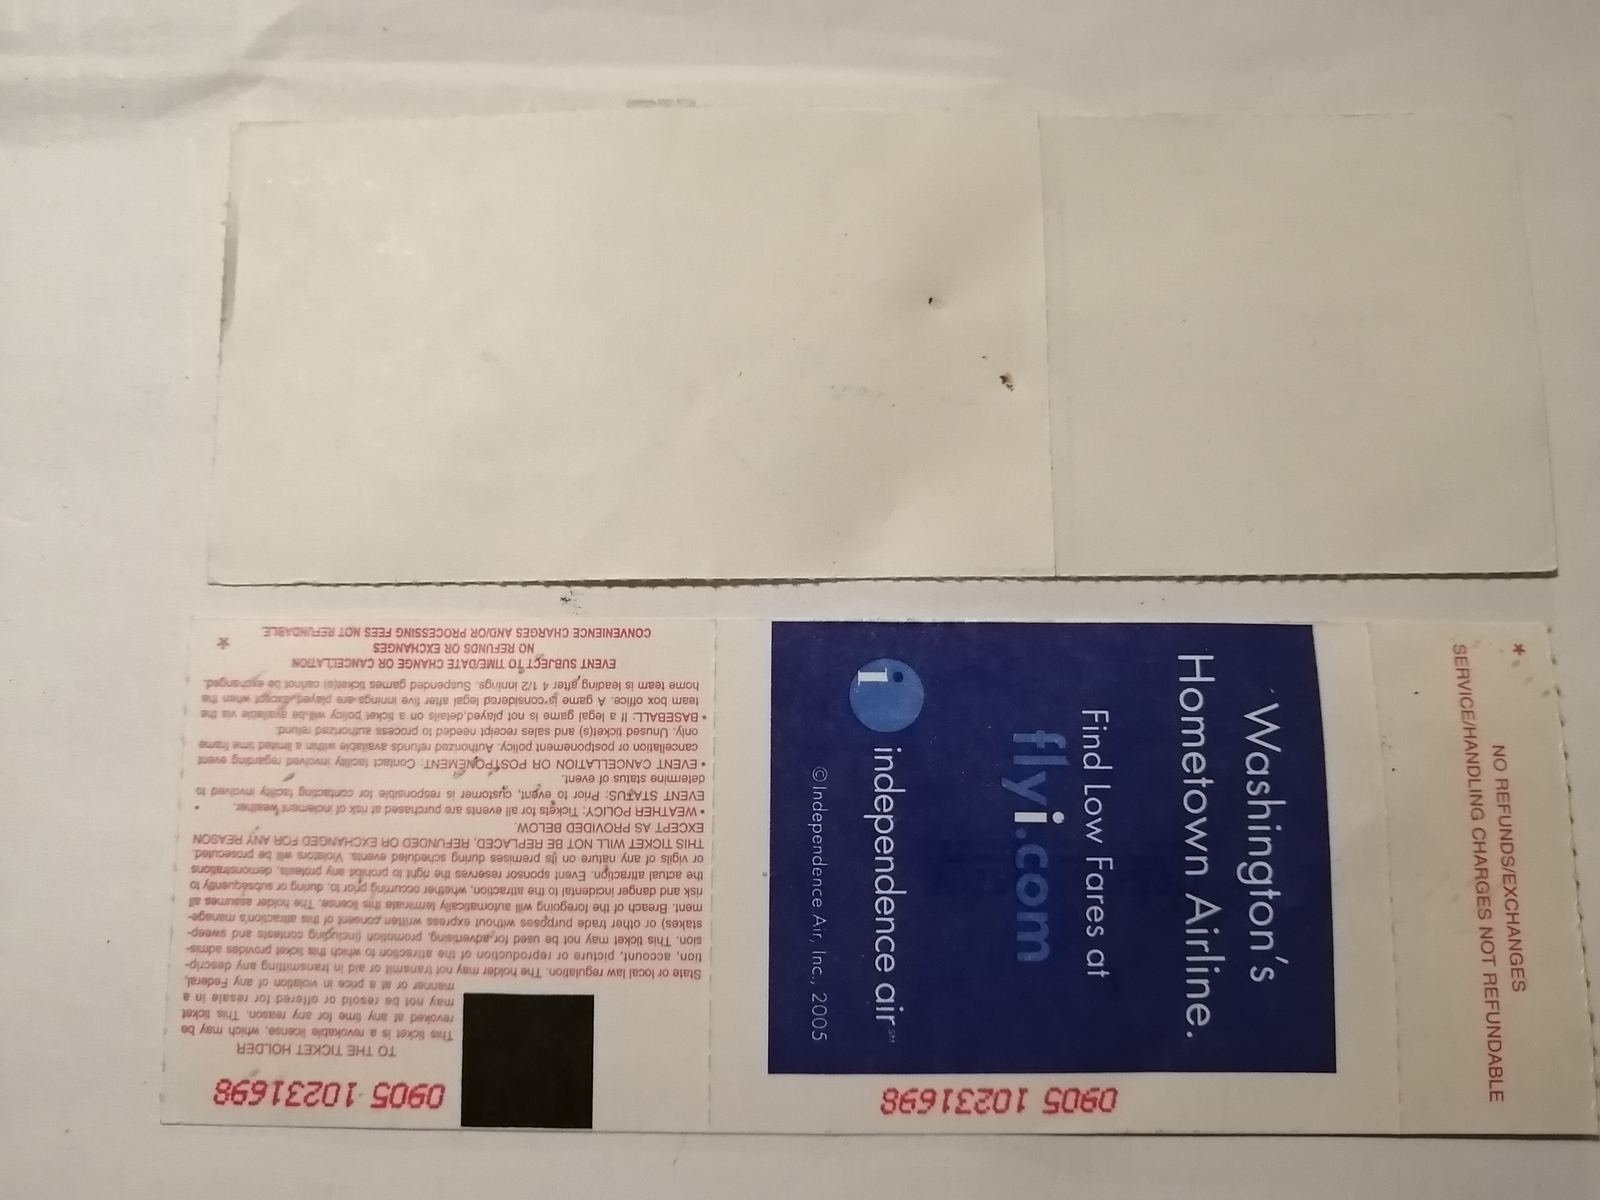 0905 10231698
TO THE TICKET HOLDER
This ticket is a revokable license, which may be
revoked at any time for any reason. This ticket
may not be resold or offered for resale in a
manner or at a price in violation of any Federal,
State or local law regulation. The holder may not transmit or aid in transmitting any descrip-
tion, account, picture or reproduction of the attraction to which this ticket provides admis-
sion. This ticket may not be used for advertising, promotion (including contests and sweep-
stakes) or other trade purposes without express written consent of this attraction's manage-
ment. Breach of the foregoing will automatically terminate this license. The holder assumes all
risk and danger incidental to the attraction, whether occurring prior to, during or subsequently to
the actual attraction. Event sponsor reserves the right to prohibit any protests, demonstrations
or vigils of any nature on its premises during scheduled events. Violators will be prosecuted.
THIS TICKET WILL NOT BE REPLACED, REFUNDED OR EXCHANGED FOR ANY REASON
EXCEPT AS PROVIDED BELOW.
• WEATHER POLICY: Tickets for all events are purchased at risk of inclement weather.
EVENT STATUS: Prior to event, customer is responsible for contacting facility involved to
determine status of event.
• EVENT CANCELLATION OR POSTPONEMENT: Contact facility involved regarding event
cancellation or postponement policy. Authorized refunds available within a limited time frame
only. Unused ticket(s) and sales receipt needed to process authorized refund.
• BASEBALL: If a legal game is not played, details on a ticket policy will be available via the
team box office. A game is considered legal after five innings are played, except when the
home team is leading after 4 1/2 innings. Suspended games ticket(s) cannot be exchanged.
EVENT SUBJECT TO TIME/DATE CHANGE OR CANCELLATION
NO REFUNDS OR EXCHANGES
CONVENIENCE CHARGES AND/OR PROCESSING FEES NOT REFUNDABLE
*
0905 10231698
Washington's
Hometown Airline.
Find Low Fares at
flyi.com
i independence air SM
©Independence Air, Inc., 2005
NO REFUNDS/EXCHANGES
* SERVICE/HANDLING CHARGES NOT REFUNDABLE